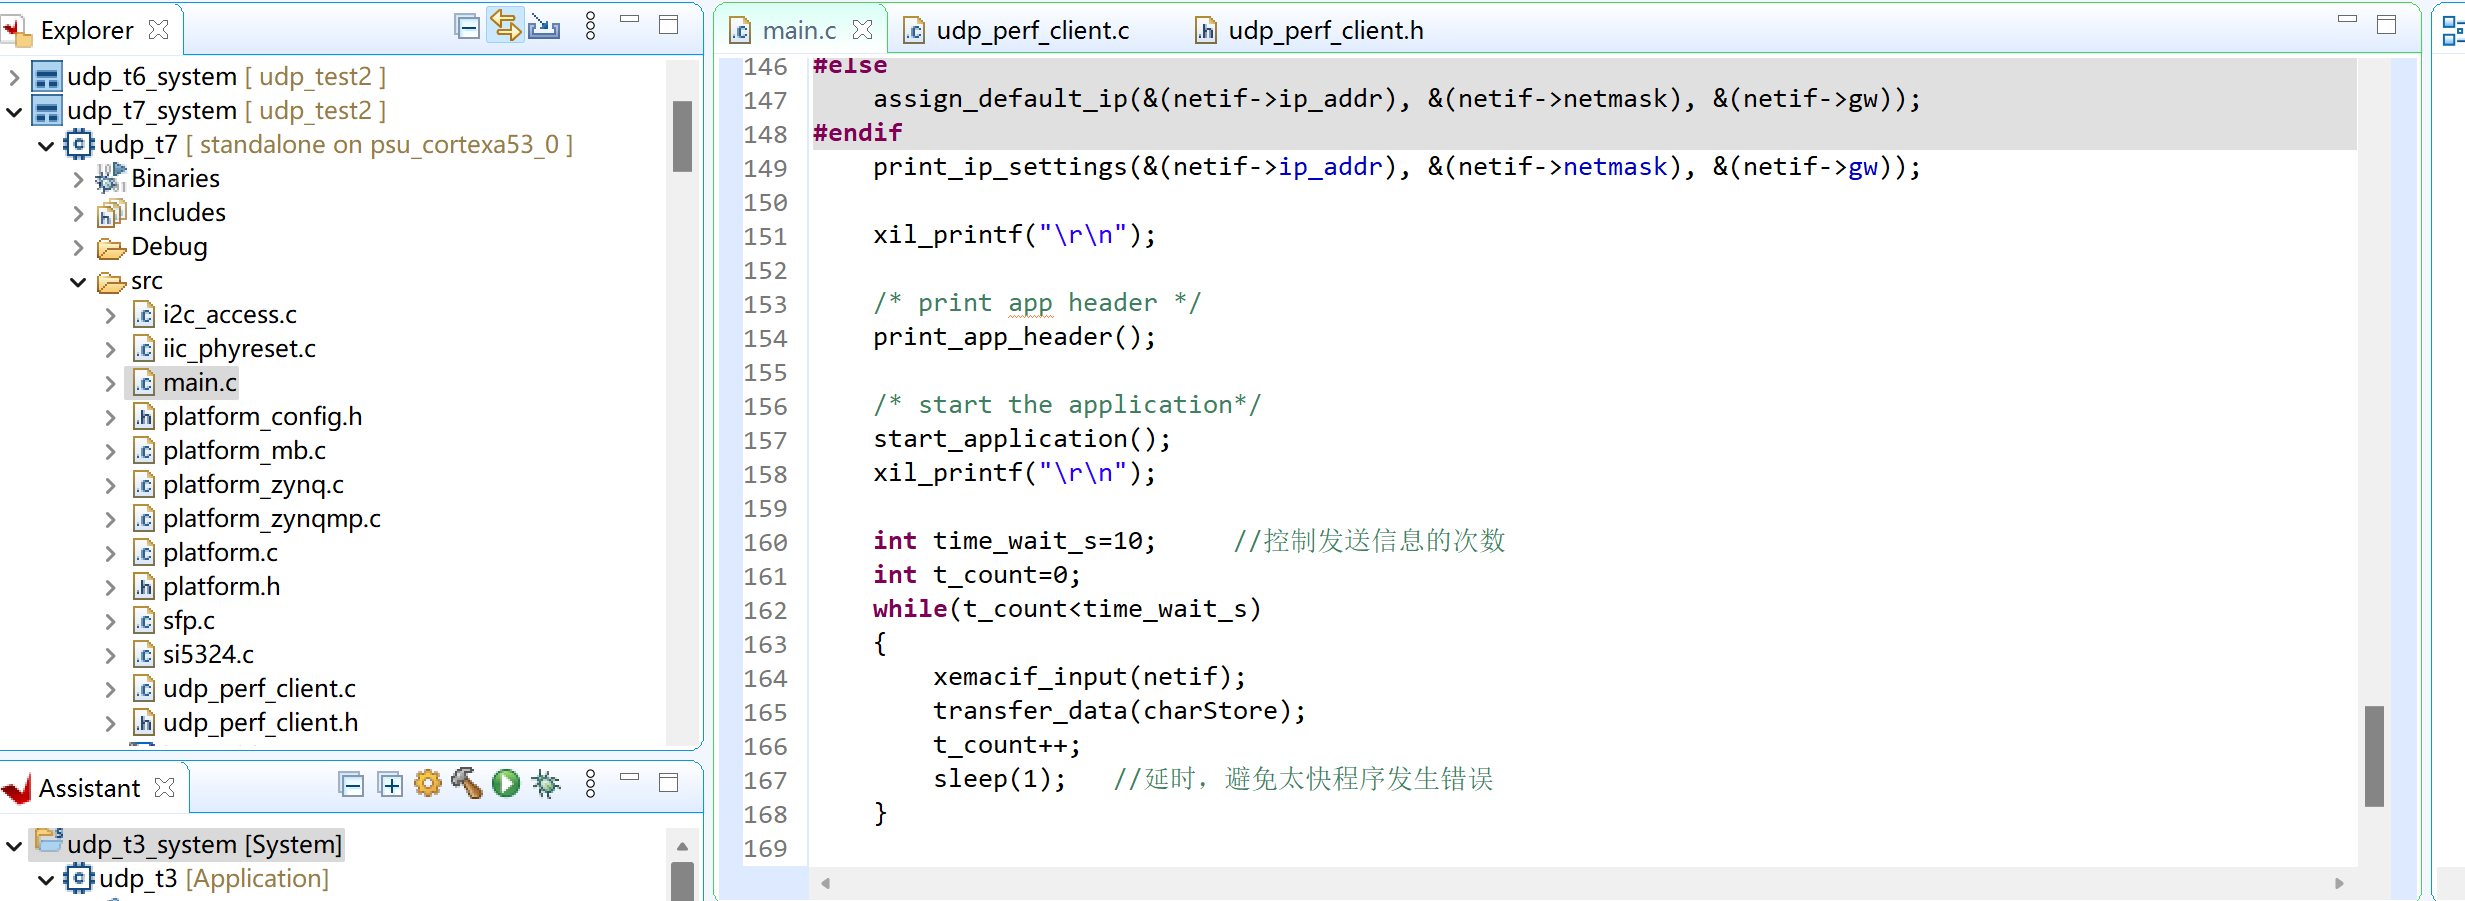 Explorer
udp_t6_system [ udp_test2 ]
udp_t7_system [ udp_test2 ]
udp_t7 [ standalone on psu_cortexa53_0 ]
Binaries
Includes
Debug
src
i2c_access.c
iic_phyreset.c
main.c
platform_config.h
platform_mb.c
platform_zynq.c
platform_zynqmp.c
platform.c
platform.h
sfp.c
si5324.c
udp_perf_client.c
udp_perf_client.h
Assistant
udp_t3_system [System]
udp_t3 [Application]
main.c udp_perf_client.c udp_perf_client.h
146 #else
147 assign_default_ip(&(netif->ip_addr), &(netif->netmask), &(netif->gw));
148 #endif
149 print_ip_settings(&(netif->ip_addr), &(netif->netmask), &(netif->gw));
150
151 xil_printf("\r\n");
152
153 /* print app header */
154 print_app_header();
155
156 /* start the application*/
157 start_application();
158 xil_printf("\r\n");
159
160 int time_wait_s=10; //控制发送信息的次数
161 int t_count=0;
162 while(t_count<time_wait_s)
163 {
164 xemacif_input(netif);
165 transfer_data(charStore);
166 t_count++;
167 sleep(1); //延时，避免太快程序发生错误
168 }
169